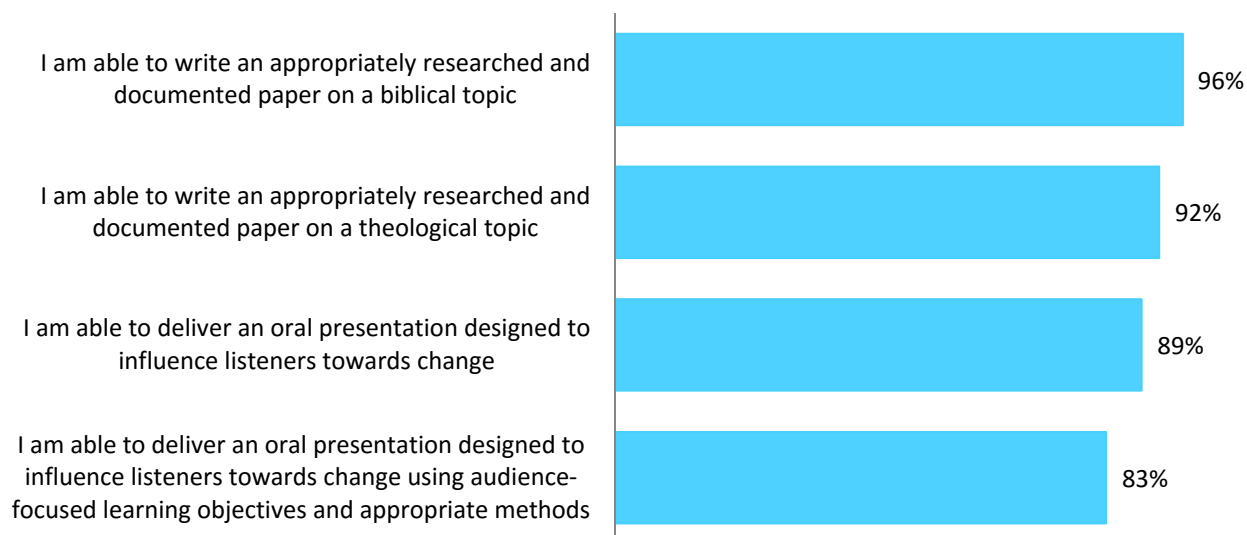 I am able to write an appropriately researched and
documented paper on a biblical topic
96%
I am able to write an appropriately researched and
documented paper on a theological topic
92%
I am able to deliver an oral presentation designed to
influence listeners towards change
89%
I am able to deliver an oral presentation designed to
influence listeners towards change using audience-
focused learning objectives and appropriate methods
83%